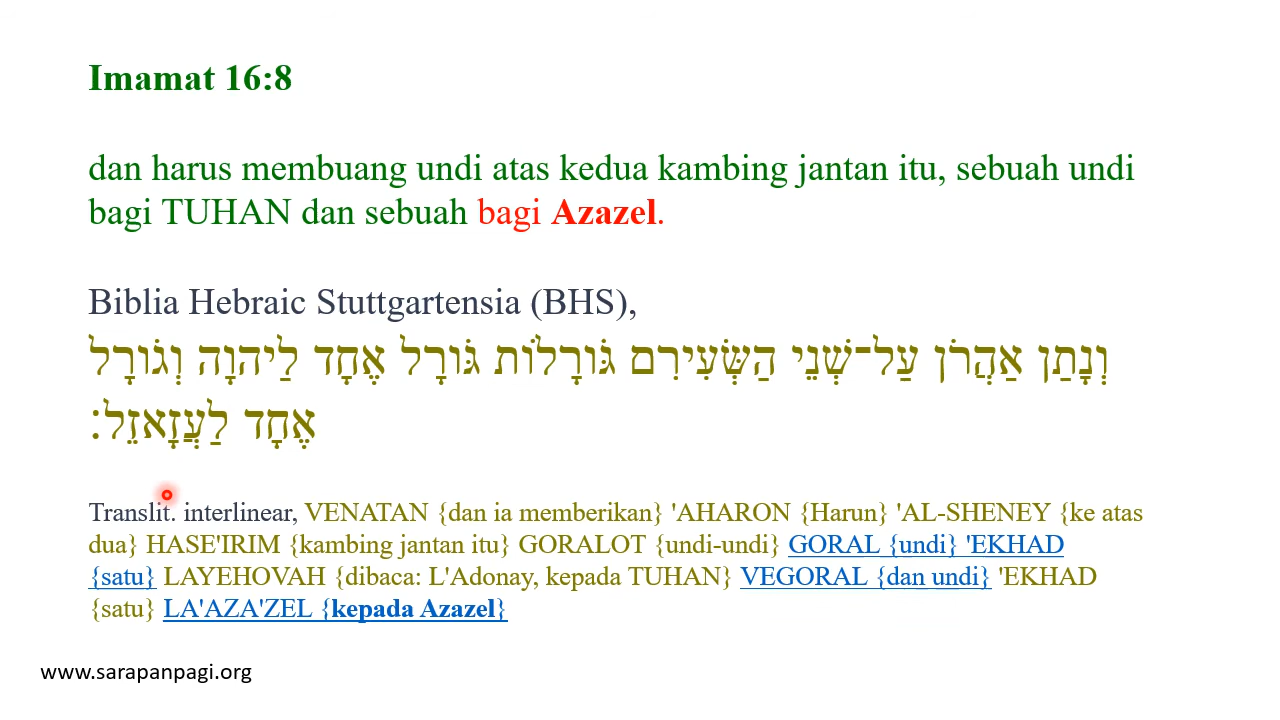 Imamat 16:8
dan harus membuang undi atas kedua kambing jantan itu, sebuah undi
bagi TUHAN dan sebuah bagi Azazel.
Biblia Hebraic Stuttgartensia (BHS),
וְנָתַן אַהֲרֹן עַל־שְׁנֵי הַשְּׂעִירִם גֹּורָלֹות גֹּורָל אֶחָד לַיהוָה וְגֹורָל
אֶחָד לַעֲזָאזֵל׃
Translit. interlinear, VENATAN {dan ia memberikan} 'AHARON {Harun} 'AL-SHENEY {ke atas
dua} HASE'IRIM {kambing jantan itu} GORALOT {undi-undi} GORAL {undi} 'EKHAD
{satu} LAYEHOVAH {dibaca: L'Adonay, kepada TUHAN} VEGORAL {dan undi} 'EKHAD
{satu} LA'AZA'ZEL {kepada Azazel}
www.sarapanpagi.org